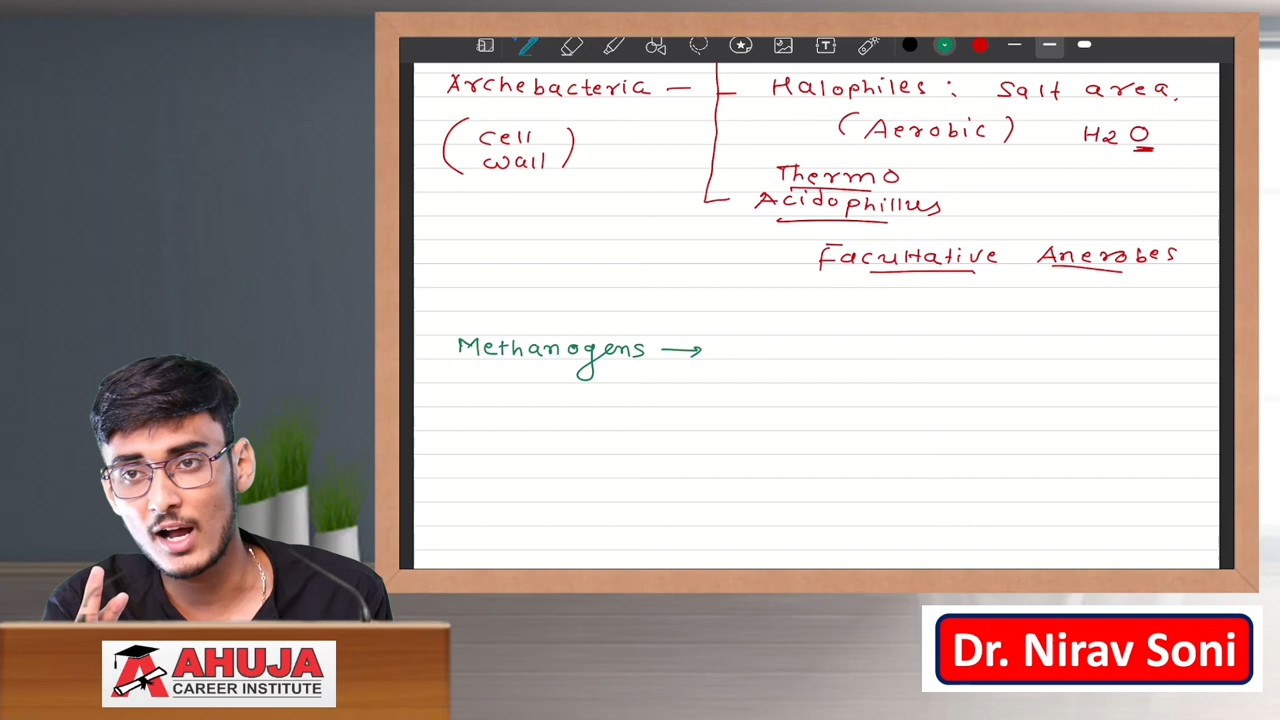 Archebacteria — Halophiles : Salt area.
( Cell wall )
( Aerobic ) H2O
Thermo
Acidophillus
Facultative Anerobes
Methanogens →
AHUJA
CAREER INSTITUTE
Dr. Nirav Soni